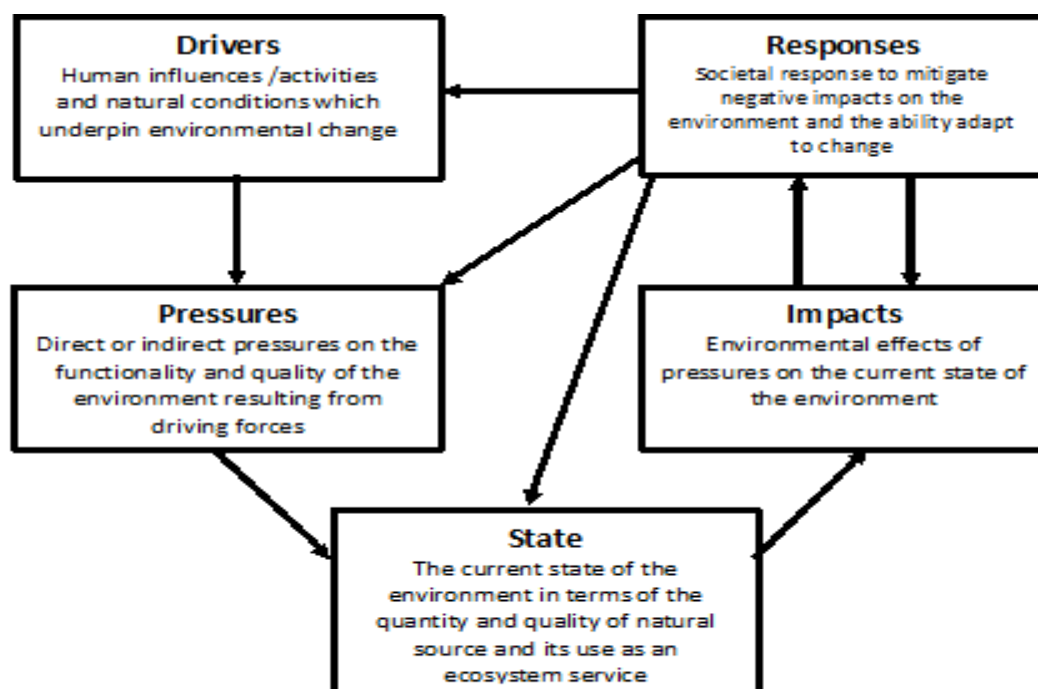 Drivers
Human influences /activities
and natural conditions which
underpin environmental change
Responses
Societal response to mitigate
negative impacts on the
environment and the ability adapt
to change
Pressures
Direct or indirect pressures on the
functionality and quality of the
environment resulting from
driving forces
Impacts
Environmental effects of
pressures on the current state of
the environment
State
The current state of the
environment in terms of the
quantity and quality of natural
source and its use as an
ecosystem service